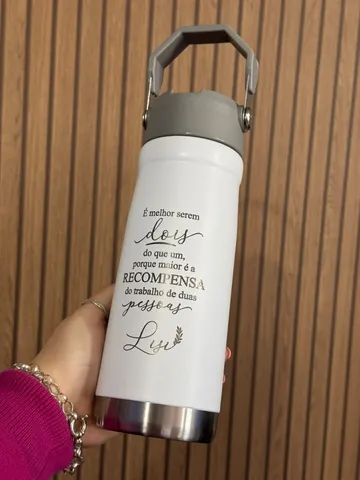 É melhor serem
dois
do que um,
porque maior é a
RECOMPENSA
do trabalho de duas
pessoas
Lisi